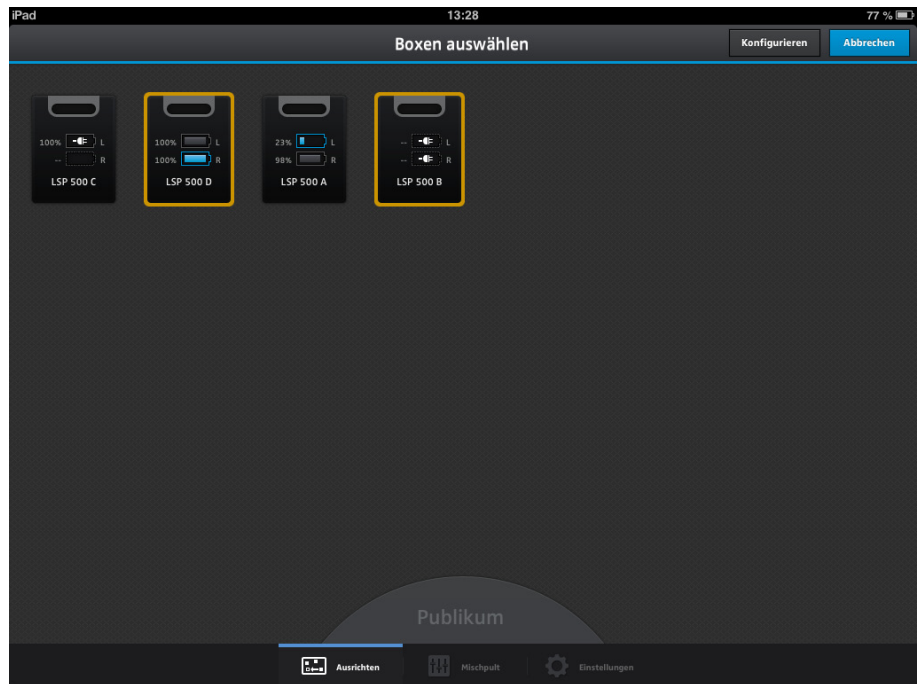 iPad 13:28 77 %
Boxen auswählen Konfigurieren Abbrechen
100% L 100% L 23% L -- L
-- R 100% R 98% R -- R
LSP 500 C LSP 500 D LSP 500 A LSP 500 B
Publikum
Ausrichten Mischpult Einstellungen